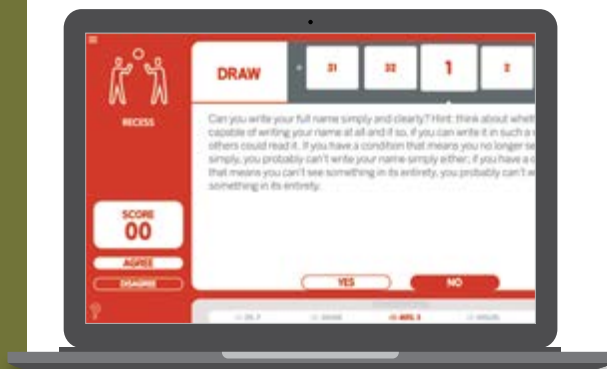 DRAW
31
32
1
2
RECESS
Can you write your full name simply and clearly? Hint: think about wheth
capable of writing your name at all and if so, if you can write it in such a
others could read it. If you have a condition that means you no longer se
simply, you probably can't write your name simply either; if you have a c
that means you can't see something in its entirety, you probably can't w
something in its entirety.
SCORE
00
AGREE
DISAGREE
YES
NO